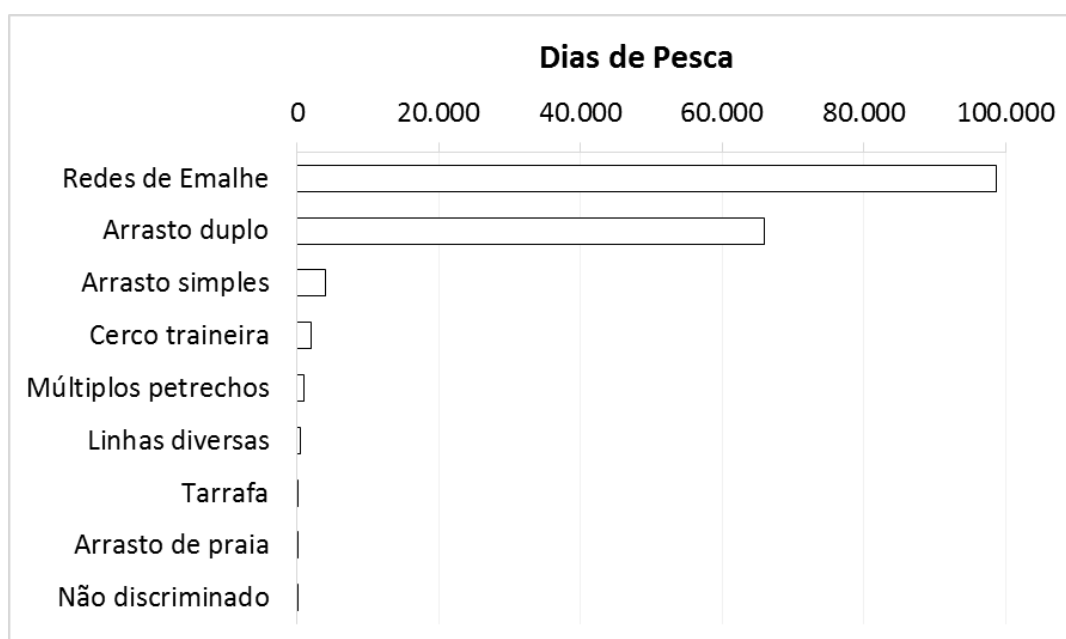 Dias de Pesca
0 20.000 40.000 60.000 80.000 100.000
Redes de Emalhe
Arrasto duplo
Arrasto simples
Cerco traineira
Múltiplos petrechos
Linhas diversas
Tarrafa
Arrasto de praia
Não discriminado